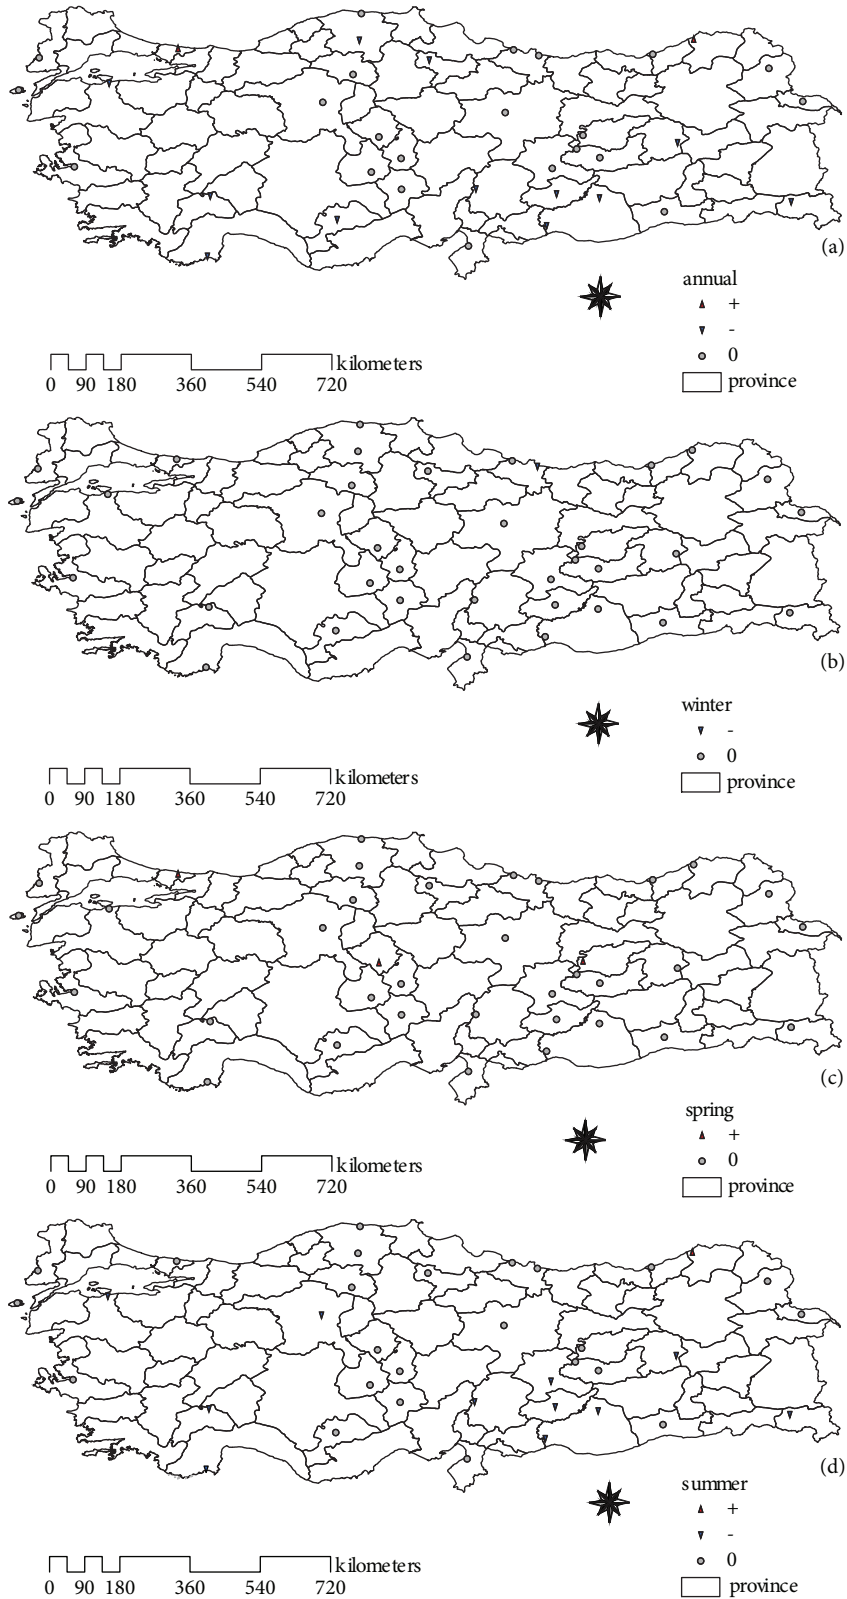 (a)
annual
+
-
0
province
kilometers
0 90 180 360 540 720
(b)
winter
-
0
province
kilometers
0 90 180 360 540 720
(c)
spring
+
0
province
kilometers
0 90 180 360 540 720
(d)
summer
+
-
0
province
kilometers
0 90 180 360 540 720